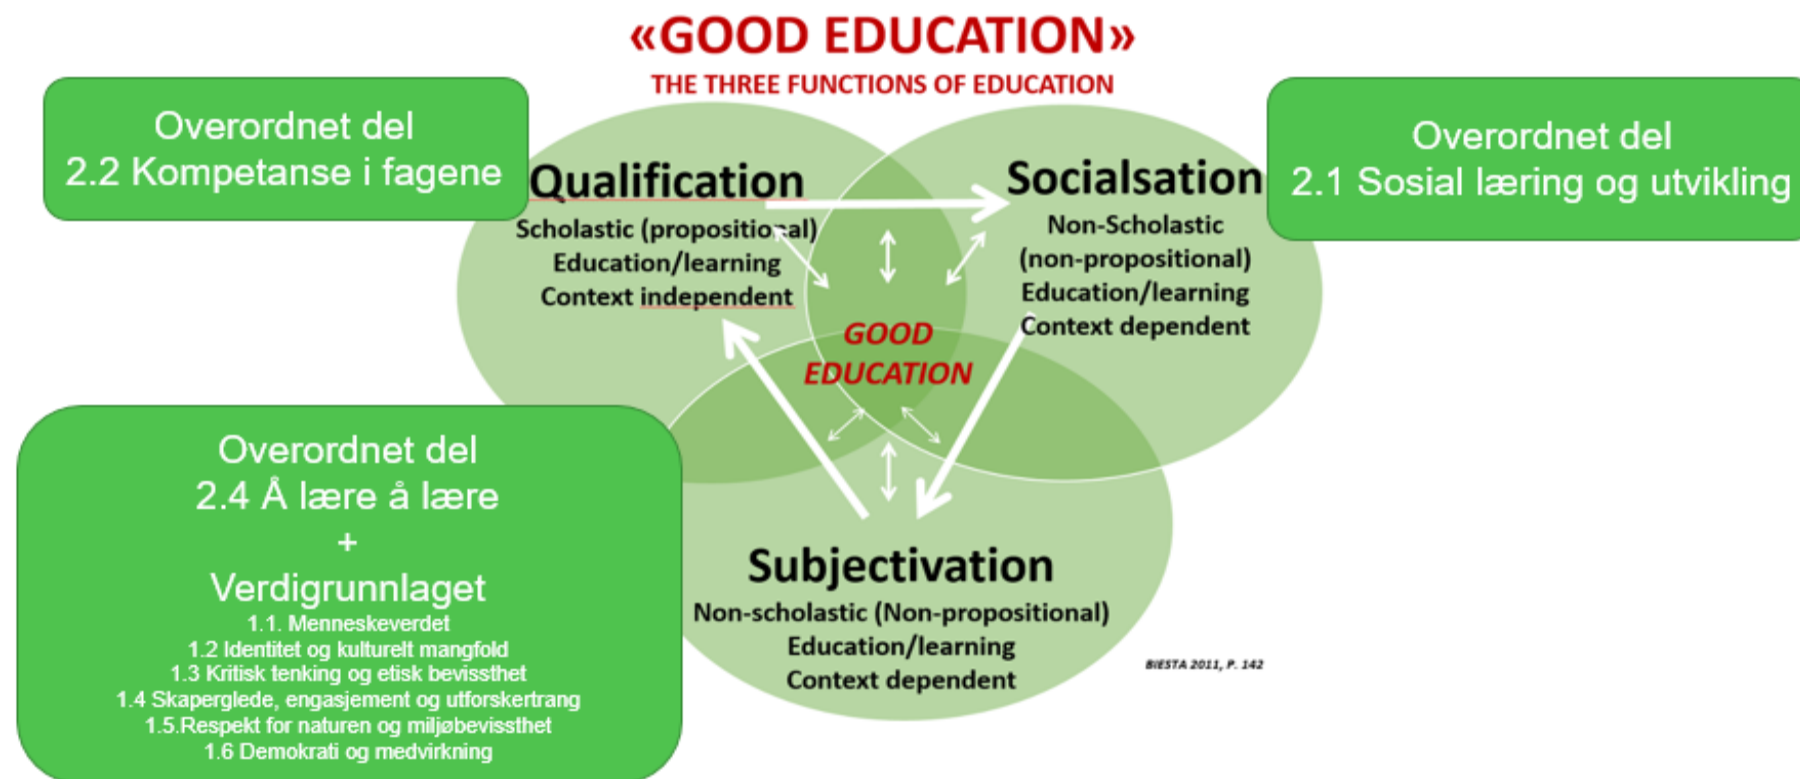 «GOOD EDUCATION»
THE THREE FUNCTIONS OF EDUCATION
Overordnet del
2.2 Kompetanse i fagene
Qualification
Scholastic (propositional)
Education/learning
Context independent
Socialsation
Non-Scholastic
(non-propositional)
Education/learning
Context dependent
Overordnet del
2.1 Sosial læring og utvikling
GOOD
EDUCATION
Overordnet del
2.4 Å lære å lære
+
Verdigrunnlaget
1.1. Menneskeverdet
1.2 Identitet og kulturelt mangfold
1.3 Kritisk tenking og etisk bevissthet
1.4 Skaperglede, engasjement og utforskertrang
1.5.Respekt for naturen og miljøbevissthet
1.6 Demokrati og medvirkning
Subjectivation
Non-scholastic (Non-propositional)
Education/learning
Context dependent
BIESTA 2011, P. 142